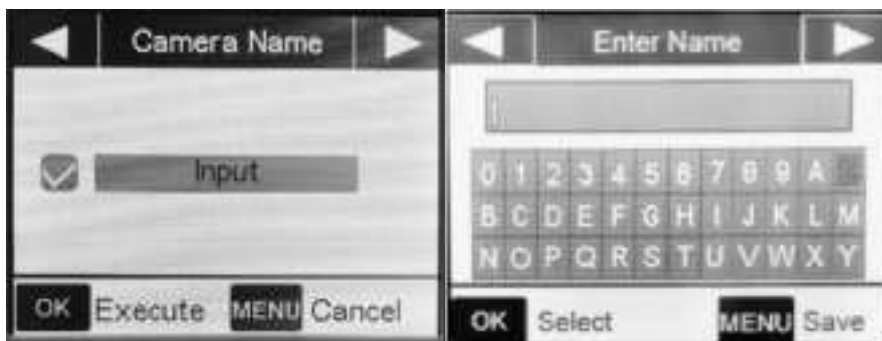 Camera Name
Input
OK Execute MENU Cancel
Enter Name
0 1 2 3 4 5 6 7 8 9 A
B C D E F G H I J K L M
N O P Q R S T U V W X Y
OK Select MENU Save